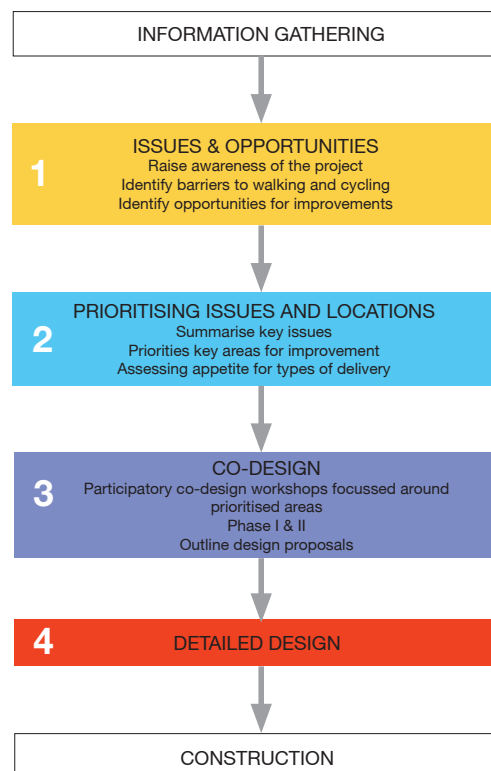 INFORMATION GATHERING
1
ISSUES & OPPORTUNITIES
Raise awareness of the project
Identify barriers to walking and cycling
Identify opportunities for improvements
2
PRIORITISING ISSUES AND LOCATIONS
Summarise key issues
Priorities key areas for improvement
Assessing appetite for types of delivery
3
CO-DESIGN
Participatory co-design workshops focussed around
prioritised areas
Phase I & II
Outline design proposals
4
DETAILED DESIGN
CONSTRUCTION